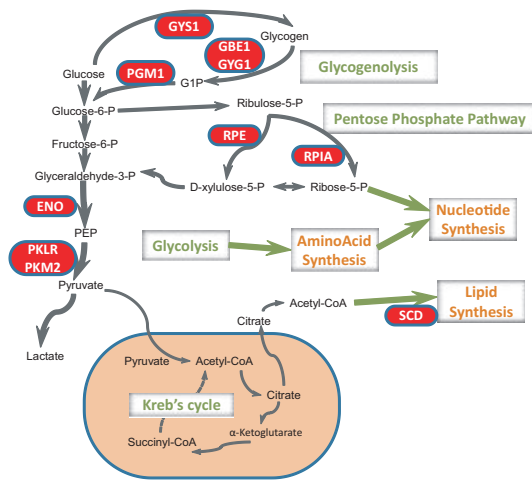 GYS1
Glycogen
GBE1
GYG1
Glycogenolysis
Glucose
PGM1
G1P
Glucose-6-P
Ribulose-5-P
Pentose Phosphate Pathway
Fructose-6-P
RPE
RPIA
Glyceraldehyde-3-P
D-xylulose-5-P
Ribose-5-P
ENO
Nucleotide
Synthesis
PEP
Glycolysis
AminoAcid
Synthesis
PKLR
PKM2
Pyruvate
Acetyl-CoA
Lipid
Synthesis
SCD
Citrate
Lactate
Pyruvate
Acetyl-CoA
Citrate
Kreb's cycle
α-Ketoglutarate
Succinyl-CoA